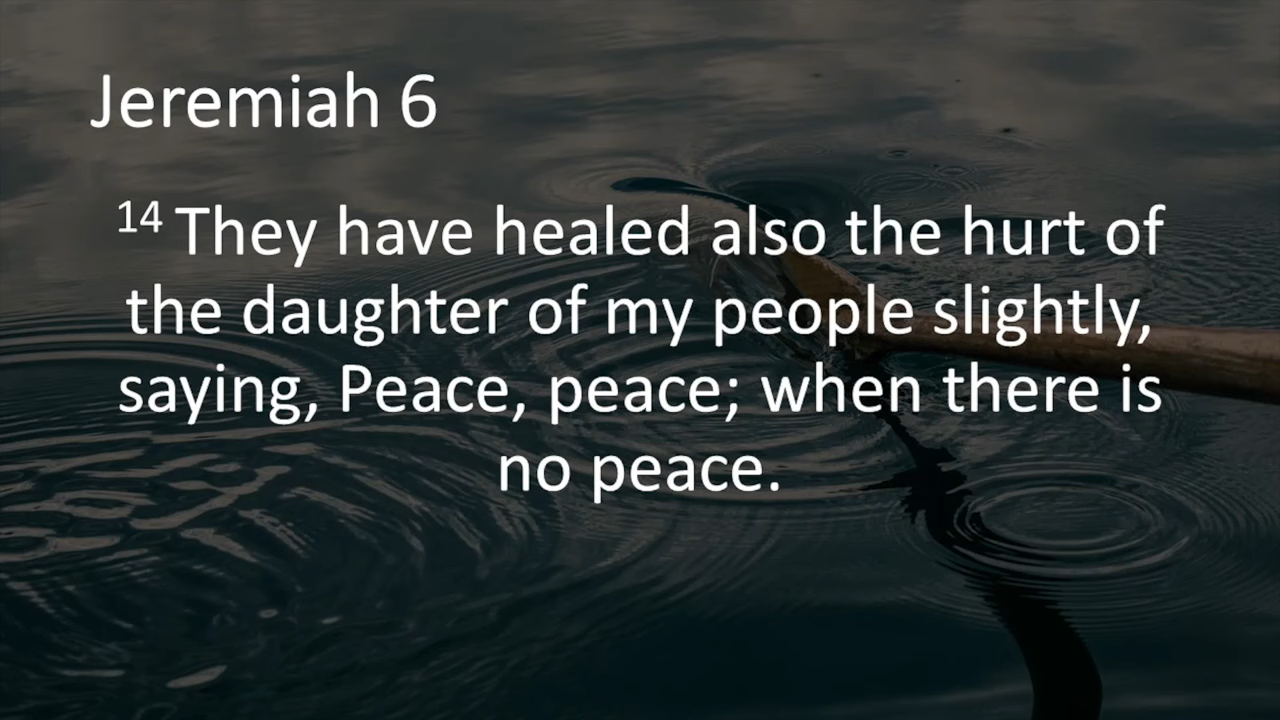 Jeremiah 6
14 They have healed also the hurt of
the daughter of my people slightly,
saying, Peace, peace; when there is
no peace.